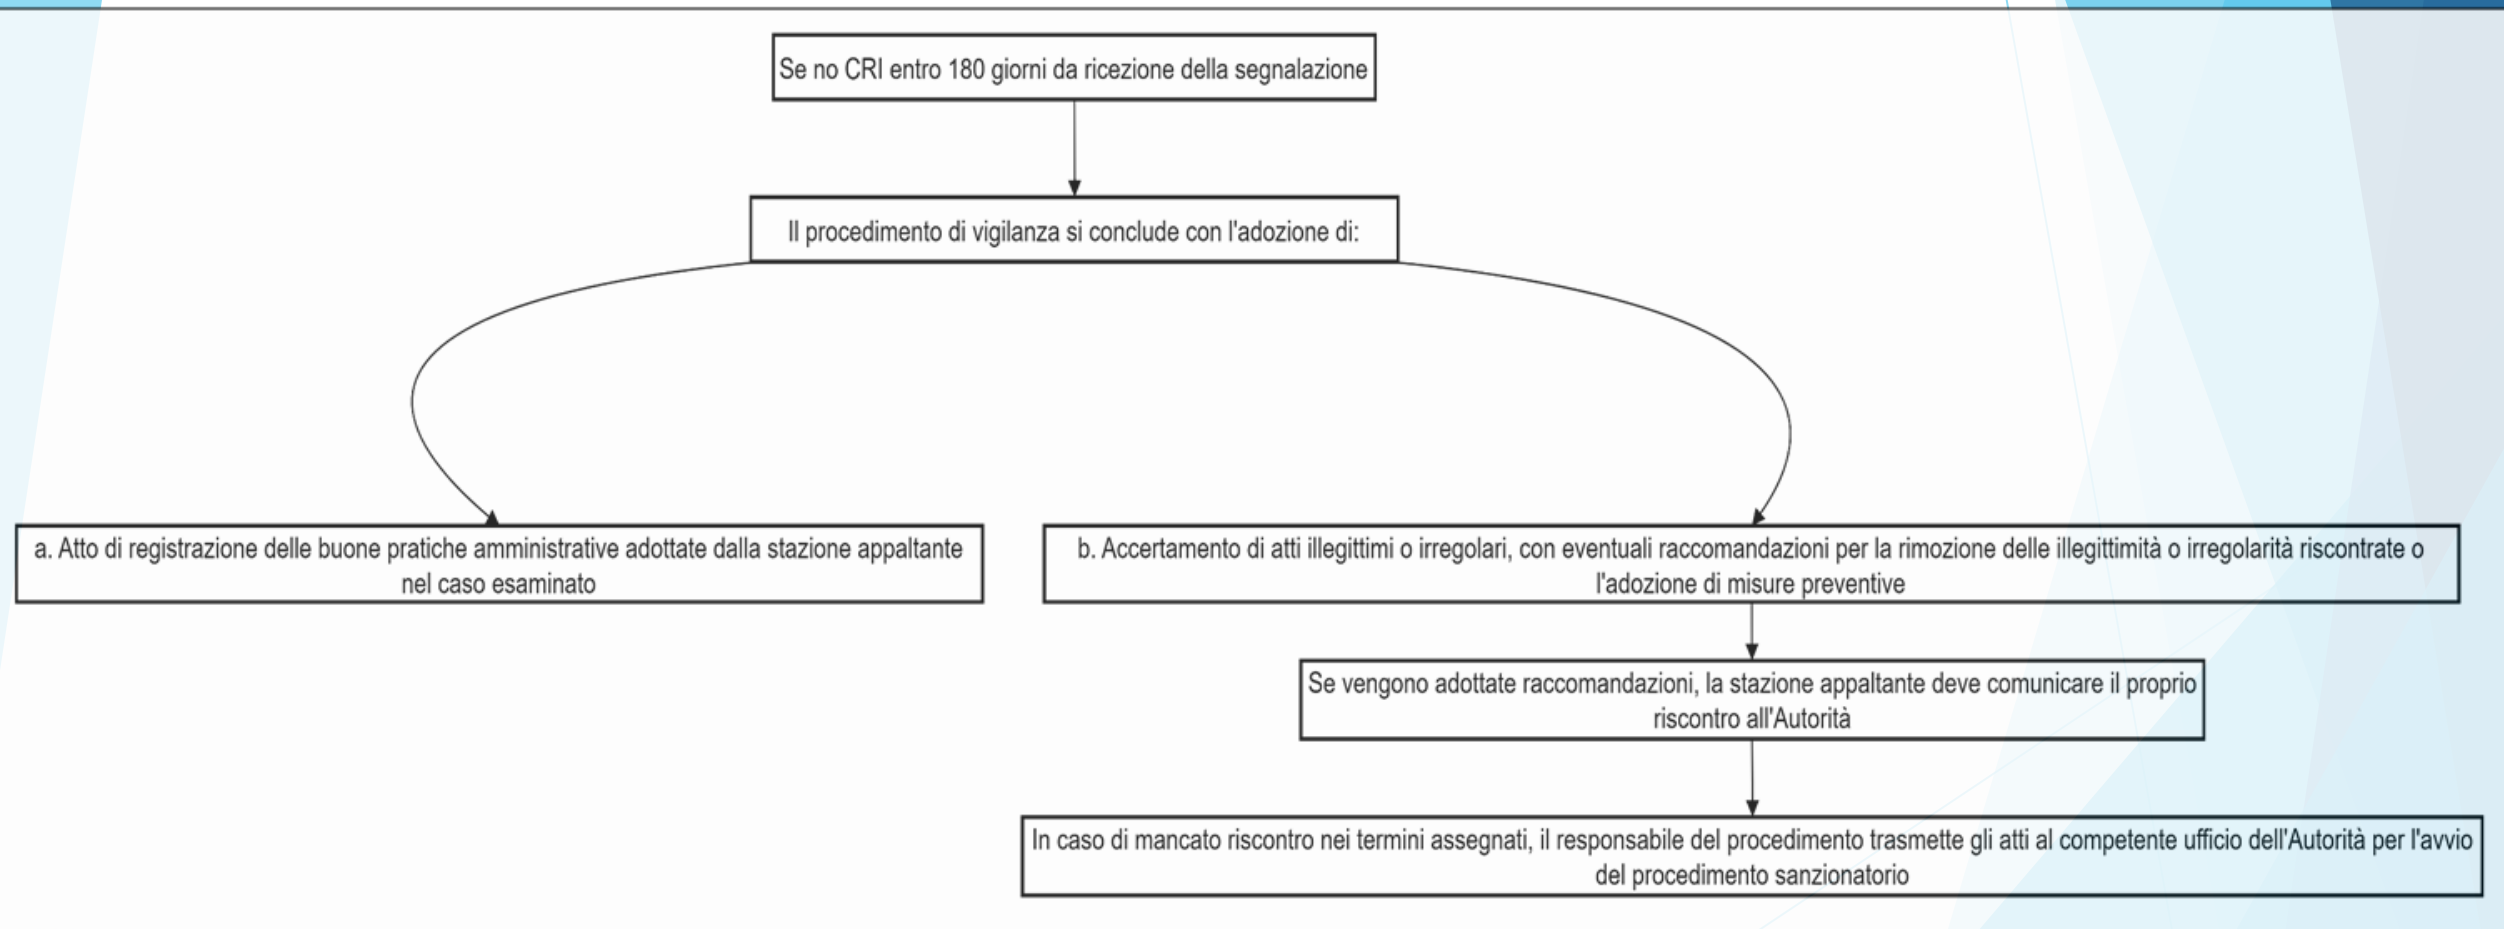 Se no CRI entro 180 giorni da ricezione della segnalazione
Il procedimento di vigilanza si conclude con l'adozione di:
a. Atto di registrazione delle buone pratiche amministrative adottate dalla stazione appaltante
nel caso esaminato
b. Accertamento di atti illegittimi o irregolari, con eventuali raccomandazioni per la rimozione delle illegittimità o irregolarità riscontrate o
l'adozione di misure preventive
Se vengono adottate raccomandazioni, la stazione appaltante deve comunicare il proprio
riscontro all'Autorità
In caso di mancato riscontro nei termini assegnati, il responsabile del procedimento trasmette gli atti al competente ufficio dell'Autorità per l'avvio
del procedimento sanzionatorio